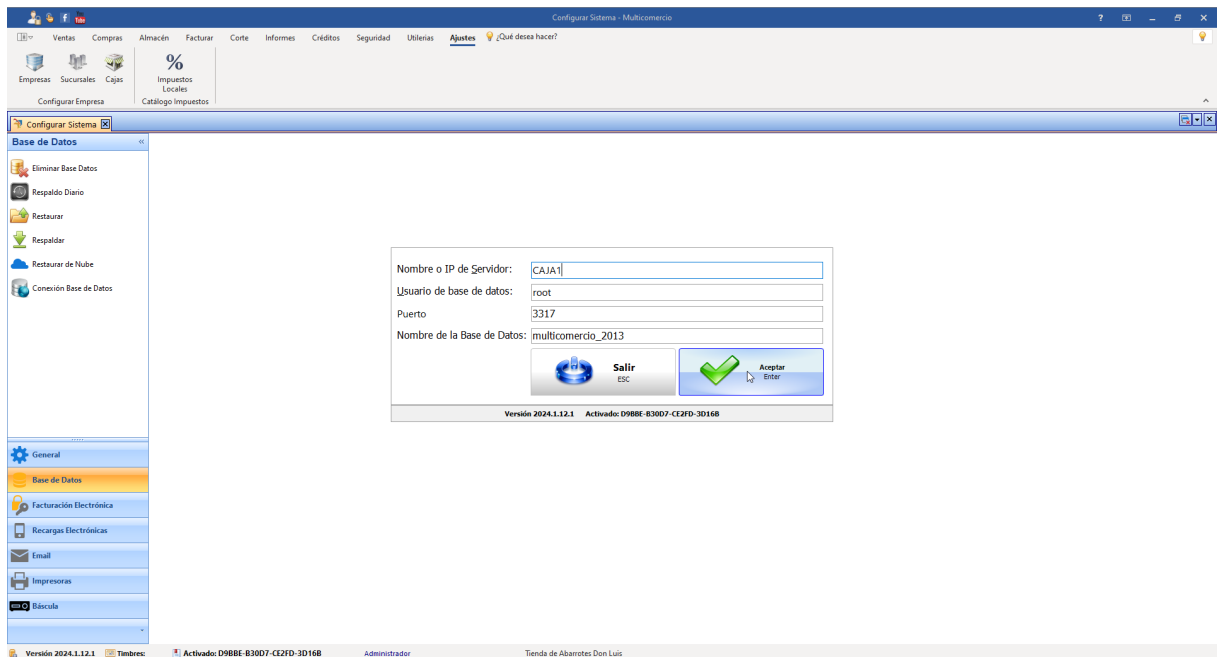 Configurar Sistema - Multicomercio
Ventas Compras Almacén Facturar Corte Informes Créditos Seguridad Utilerias Ajustes ¿Qué desea hacer?
Empresas Sucursales Cajas
Impuestos
Locales
Configurar Empresa Catálogo Impuestos
Configurar Sistema
Base de Datos
Eliminar Base Datos
Respaldo Diario
Restaurar
Respaldar
Restaurar de Nube
Conexión Base de Datos
Nombre o IP de Servidor: CAJA1
Usuario de base de datos: root
Puerto 3317
Nombre de la Base de Datos: multicomercio_2013
Salir
ESC
Aceptar
Enter
Versión 2024.1.12.1 Activado: D9BBE-B30D7-CE2FD-3D16B
General
Base de Datos
Facturación Electrónica
Recargas Electrónicas
Email
Impresoras
Báscula
Versión 2024.1.12.1 Timbres: Activado: D9BBE-B30D7-CE2FD-3D16B Administrador Tienda de Abarrotes Don Luis